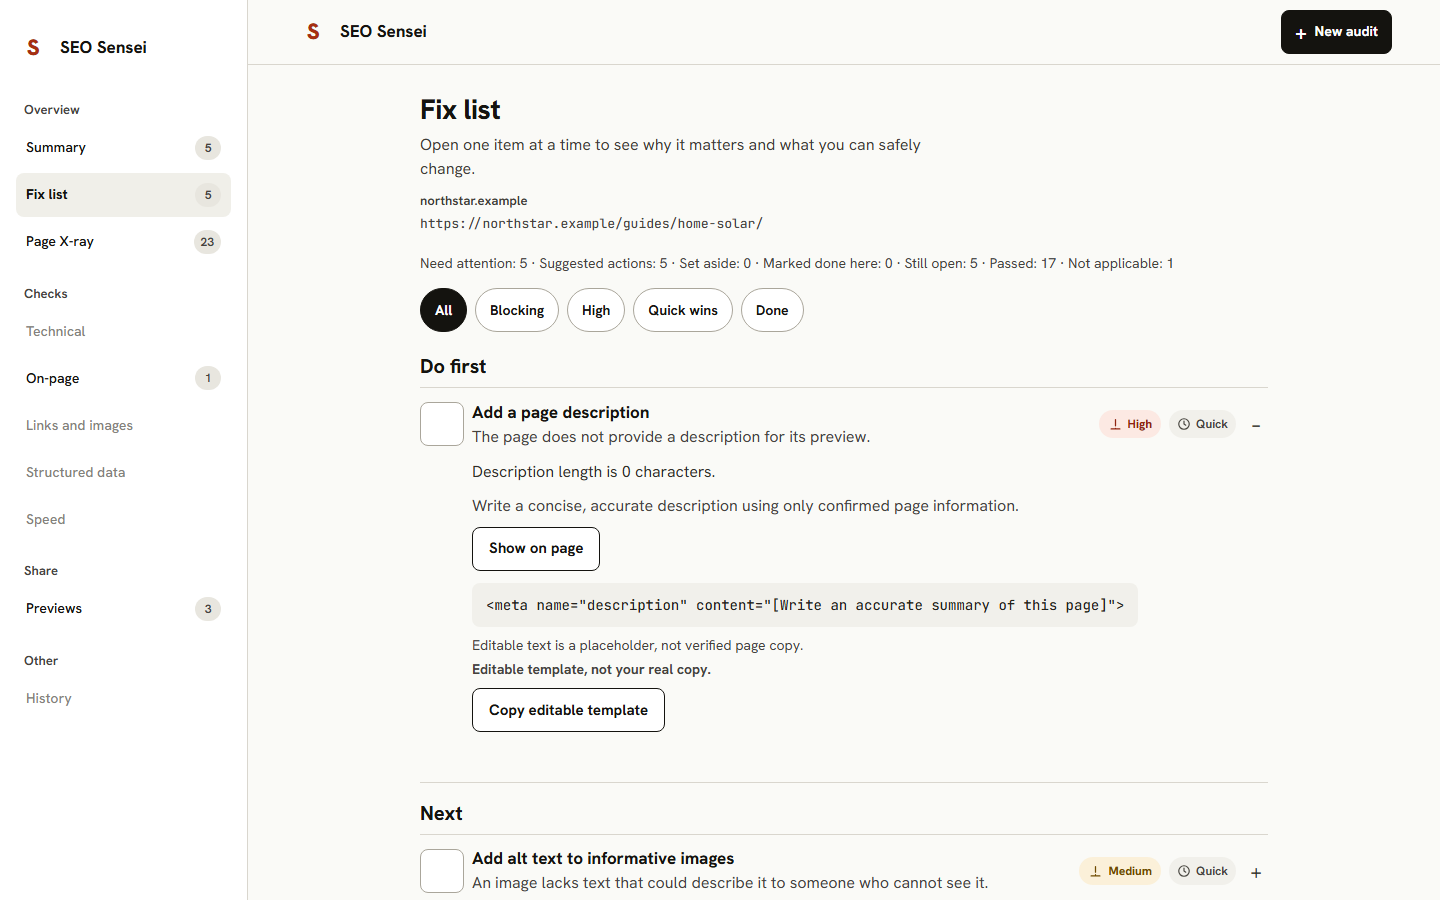 S SEO Sensei
Overview
Summary 5
Fix list 5
Page X-ray 23
Checks
Technical
On-page 1
Links and images
Structured data
Speed
Share
Previews 3
Other
History
S SEO Sensei
+ New audit
Fix list
Open one item at a time to see why it matters and what you can safely
change.
northstar.example
https://northstar.example/guides/home-solar/
Need attention: 5 · Suggested actions: 5 · Set aside: 0 · Marked done here: 0 · Still open: 5 · Passed: 17 · Not applicable: 1
All Blocking High Quick wins Done
Do first
Add a page description
The page does not provide a description for its preview.
High Quick −
Description length is 0 characters.
Write a concise, accurate description using only confirmed page information.
Show on page
<meta name="description" content="[Write an accurate summary of this page]">
Editable text is a placeholder, not verified page copy.
Editable template, not your real copy.
Copy editable template
Next
Add alt text to informative images
An image lacks text that could describe it to someone who cannot see it.
Medium Quick +